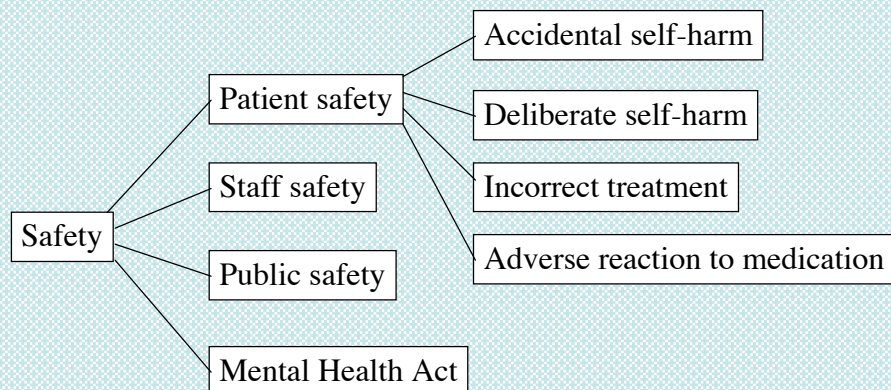 Safety
Patient safety
Staff safety
Public safety
Mental Health Act
Accidental self-harm
Deliberate self-harm
Incorrect treatment
Adverse reaction to medication